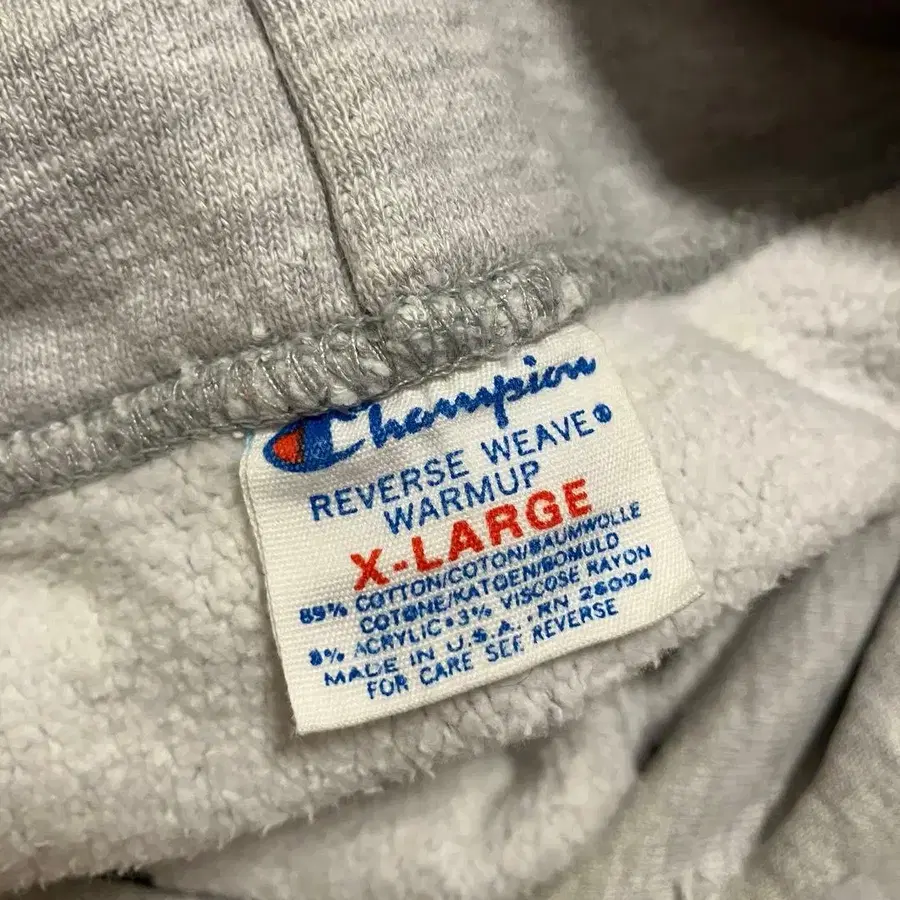 Champion
REVERSE WEAVE®
WARMUP
X-LARGE
89% COTTON/COTON/BAUMWOLLE
COTONE/KATOEN/BOMULD
8% ACRYLIC•3% VISCOSE RAYON
MADE IN U.S.A.•RN 26094
FOR CARE SEE REVERSE